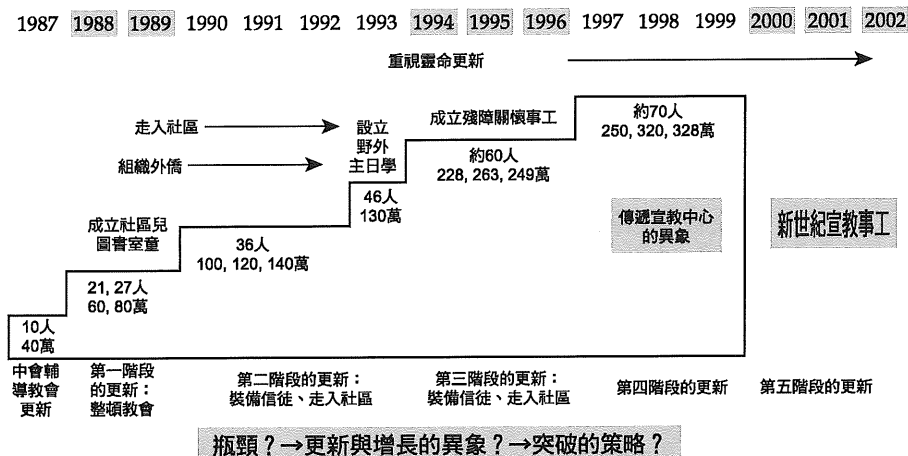 1987 1988 1989 1990 1991 1992 1993 1994 1995 1996 1997 1998 1999 2000 2001 2002
重視靈命更新
走入社區
組織外僑
設立
野外
主日學
成立殘障關懷事工
約70人
250, 320, 328萬
約60人
228, 263, 249萬
46人
130萬
成立社區兒
圖書室童
36人
100, 120, 140萬
21, 27人
60, 80萬
10人
40萬
傳遞宣教中心
的異象
新世紀宣教事工
中會輔
導教會
更新
第一階段
的更新：
整頓教會
第二階段的更新：
裝備信徒、走入社區
第三階段的更新：
裝備信徒、走入社區
第四階段的更新
第五階段的更新
瓶頸？→更新與增長的異象？→突破的策略？